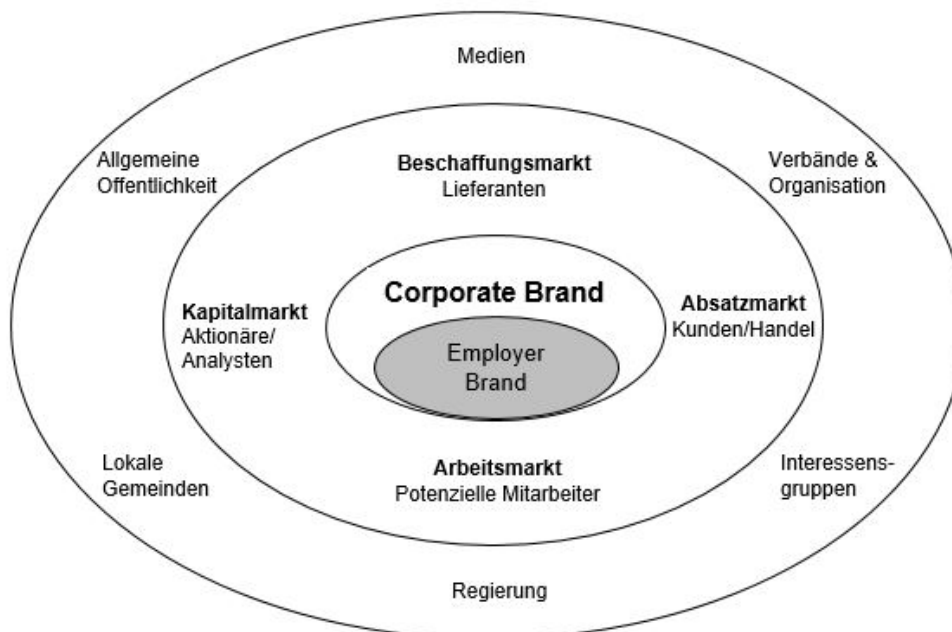 Medien
Allgemeine
Offentlichkeit
Verbände &
Organisation
Beschaffungsmarkt
Lieferanten
Corporate Brand
Kapitalmarkt
Aktionäre/
Analysten
Absatzmarkt
Kunden/Handel
Employer
Brand
Lokale
Gemeinden
Arbeitsmarkt
Potenzielle Mitarbeiter
Interessens-
gruppen
Regierung